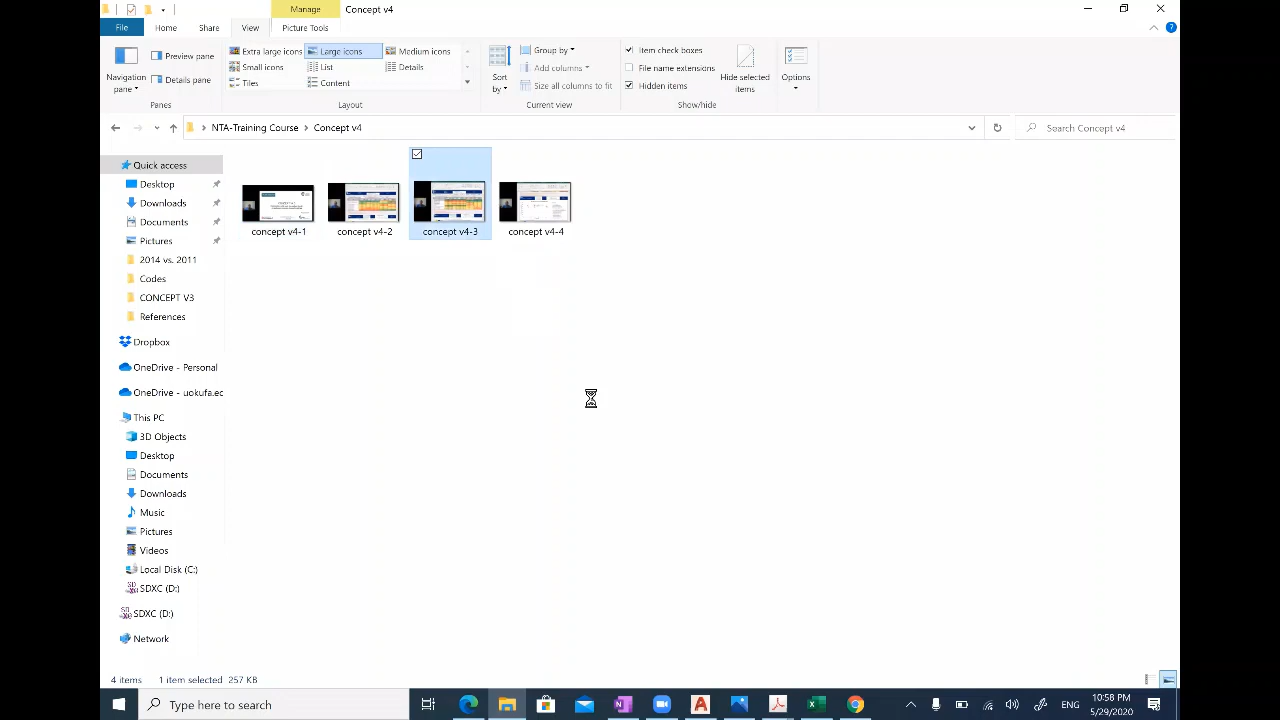 Manage
Concept v4
File
Home
Share
View
Picture Tools
Navigation pane
Preview pane
Details pane
Panes
Extra large icons
Large icons
Medium icons
Small icons
List
Details
Tiles
Content
Layout
Sort by
Group by
Add columns
Size all columns to fit
Current view
Item check boxes
File name extensions
Hidden items
Hide selected items
Show/hide
Options
NTA-Training Course
Concept v4
Search Concept v4
Quick access
Desktop
Downloads
Documents
Pictures
2014 vs. 2011
Codes
CONCEPT V3
References
Dropbox
OneDrive - Personal
OneDrive - uokufa.ec
This PC
3D Objects
Desktop
Documents
Downloads
Music
Pictures
Videos
Local Disk (C:)
SDXC (D:)
SDXC (D:)
Network
concept v4-1
concept v4-2
concept v4-3
concept v4-4
4 items
1 item selected 257 KB
Type here to search
ENG
10:58 PM
5/29/2020